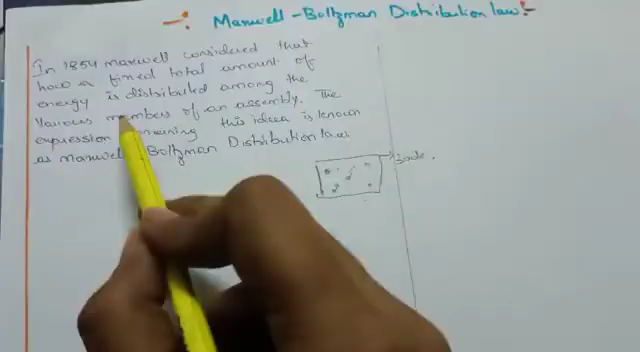 Maxwell-Boltzman Distribution law:-
In 1854 maxwell considered that
how a fixed total amount of
energy is distributed among the
Various members of an assembly. The
expression this idea is known
as Maxwell Boltzman Distribution law